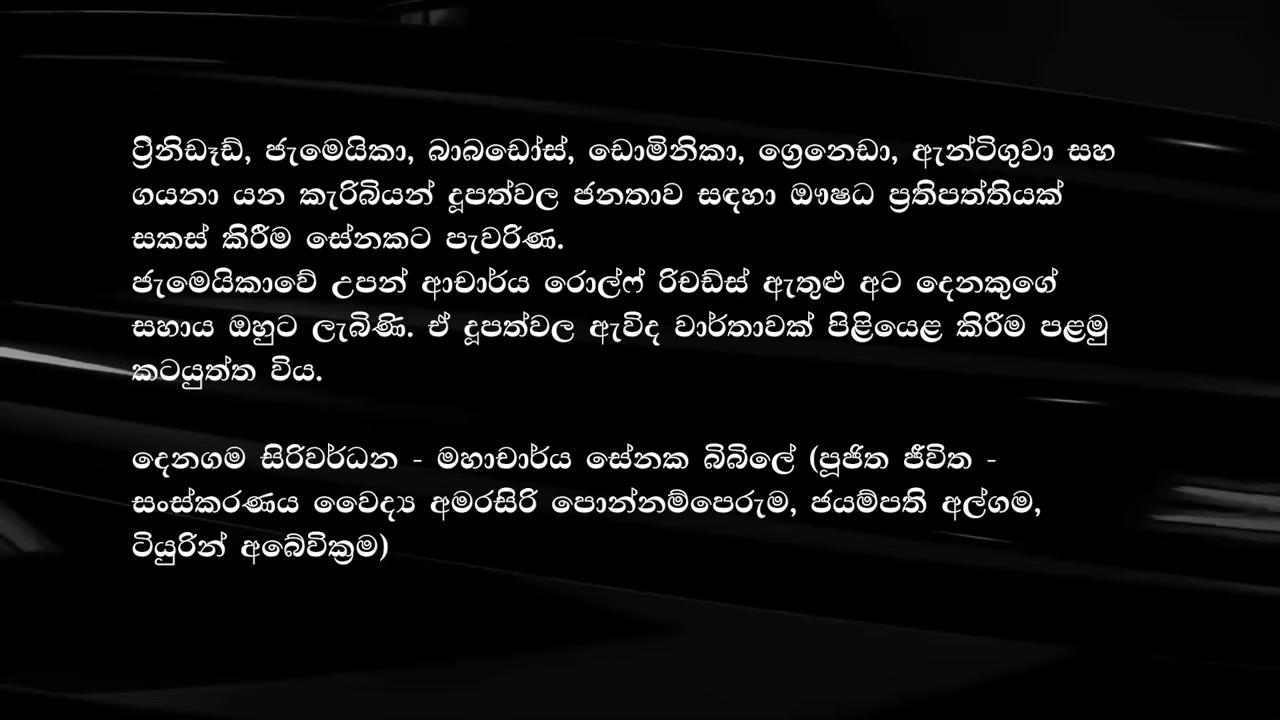 ට්‍රිනිඩෑඩ්, ජැමෙයිකා, බාබඩෝස්, ඩොමිනිකා, ග්‍රෙනෙඩා, ඇන්ටිගුවා සහ
ගයනා යන කැරිබියන් දූපත්වල ජනතාව සඳහා ඖෂධ ප්‍රතිපත්තියක්
සකස් කිරීම සේනකට පැවරිණ.
ජැමෙයිකාවේ උපන් ආචාර්ය රොල්ෆ් රිචඩ්ස් ඇතුළු අට දෙනකුගේ
සහාය ඔහුට ලැබිණි. ඒ දූපත්වල ඇවිද වාර්තාවක් පිළියෙළ කිරීම පළමු
කටයුත්ත විය.
දෙනගම සිරිවර්ධන - මහාචාර්ය සේනක බිබිලේ (පූජිත ජීවිත -
සංස්කරණය වෛද්‍ය අමරසිරි පොන්නම්පෙරුම, ජයම්පති අල්ගම,
ටියුරින් අබේවික්‍රම)